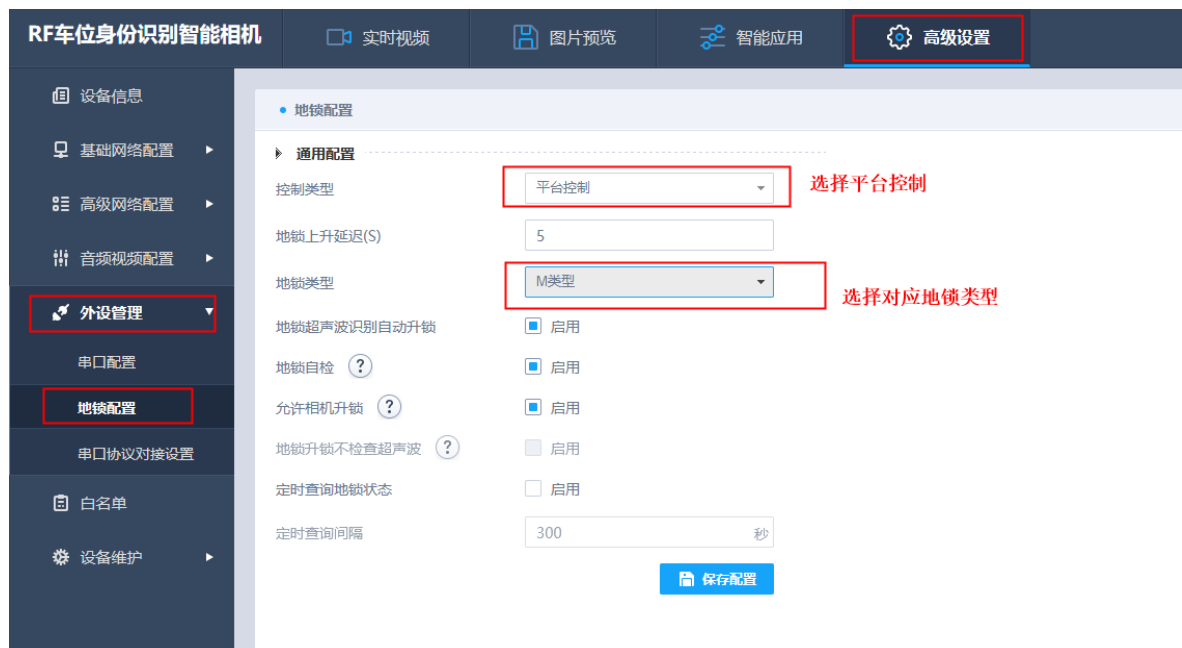 RF车位身份识别智能相机
实时视频
图片预览
智能应用
高级设置
设备信息
基础网络配置
高级网络配置
音频视频配置
外设管理
串口配置
地锁配置
串口协议对接设置
白名单
设备维护
地锁配置
通用配置
控制类型
平台控制
选择平台控制
地锁上升延迟(S)
5
地锁类型
M类型
选择对应地锁类型
地锁超声波识别自动升锁
启用
地锁自检 ?
启用
允许相机升锁 ?
启用
地锁升锁不检查超声波 ?
启用
定时查询地锁状态
启用
定时查询间隔
300 秒
保存配置